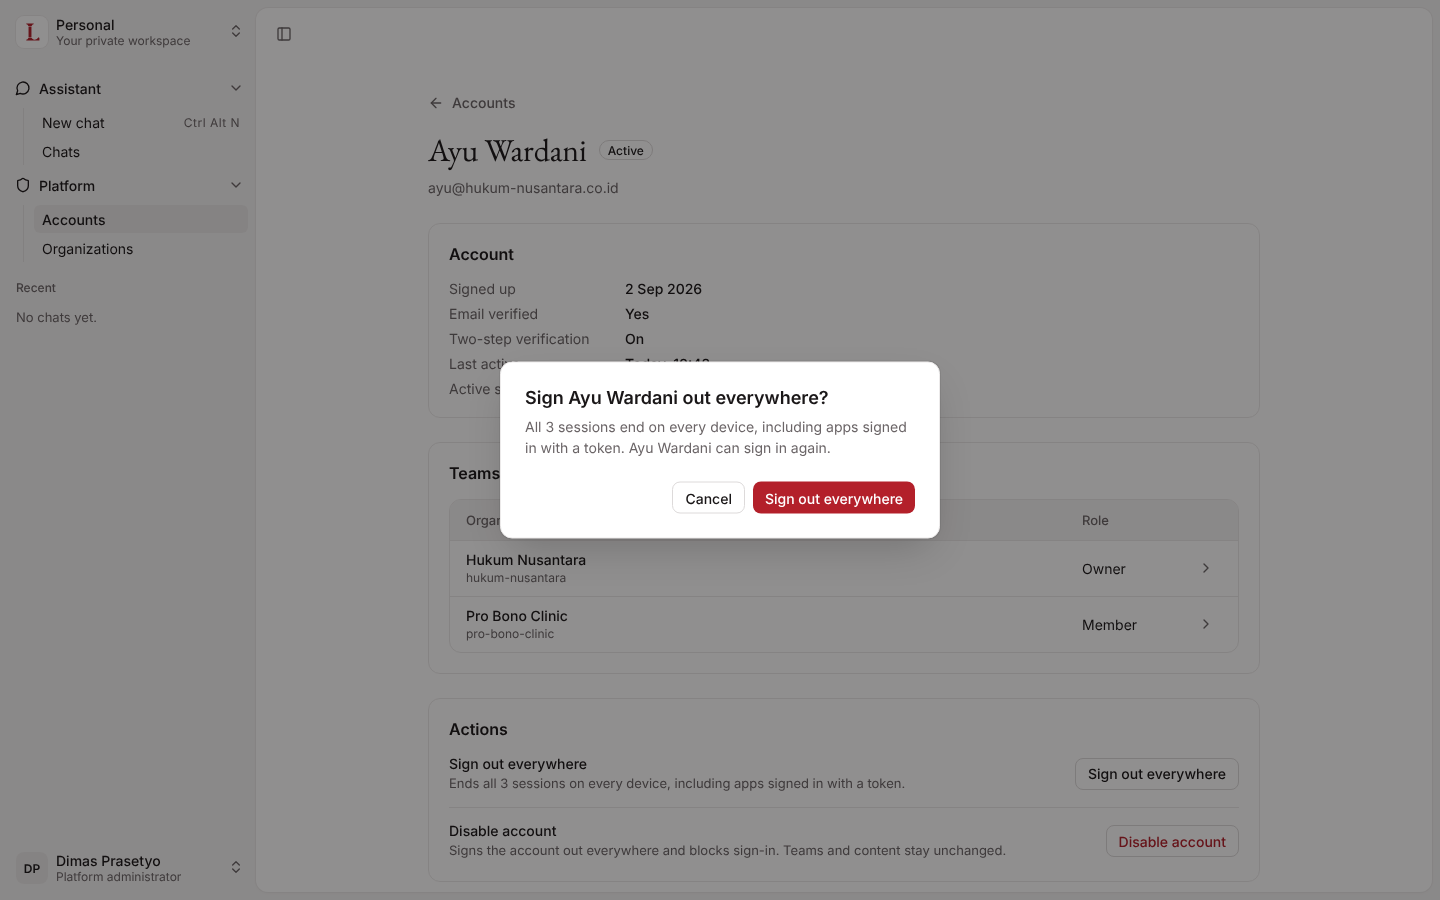 L
Personal
Your private workspace
Assistant
New chat
Ctrl Alt N
Chats
Platform
Accounts
Organizations
Recent
No chats yet.
DP
Dimas Prasetyo
Platform administrator
Accounts
Ayu Wardani
Active
ayu@hukum-nusantara.co.id
Account
Signed up
2 Sep 2026
Email verified
Yes
Two-step verification
On
Last
Active
Sign Ayu Wardani out everywhere?
All 3 sessions end on every device, including apps signed
in with a token. Ayu Wardani can sign in again.
Cancel
Sign out everywhere
Teams
Role
Hukum Nusantara
hukum-nusantara
Owner
Pro Bono Clinic
pro-bono-clinic
Member
Actions
Sign out everywhere
Ends all 3 sessions on every device, including apps signed in with a token.
Sign out everywhere
Disable account
Signs the account out everywhere and blocks sign-in. Teams and content stay unchanged.
Disable account